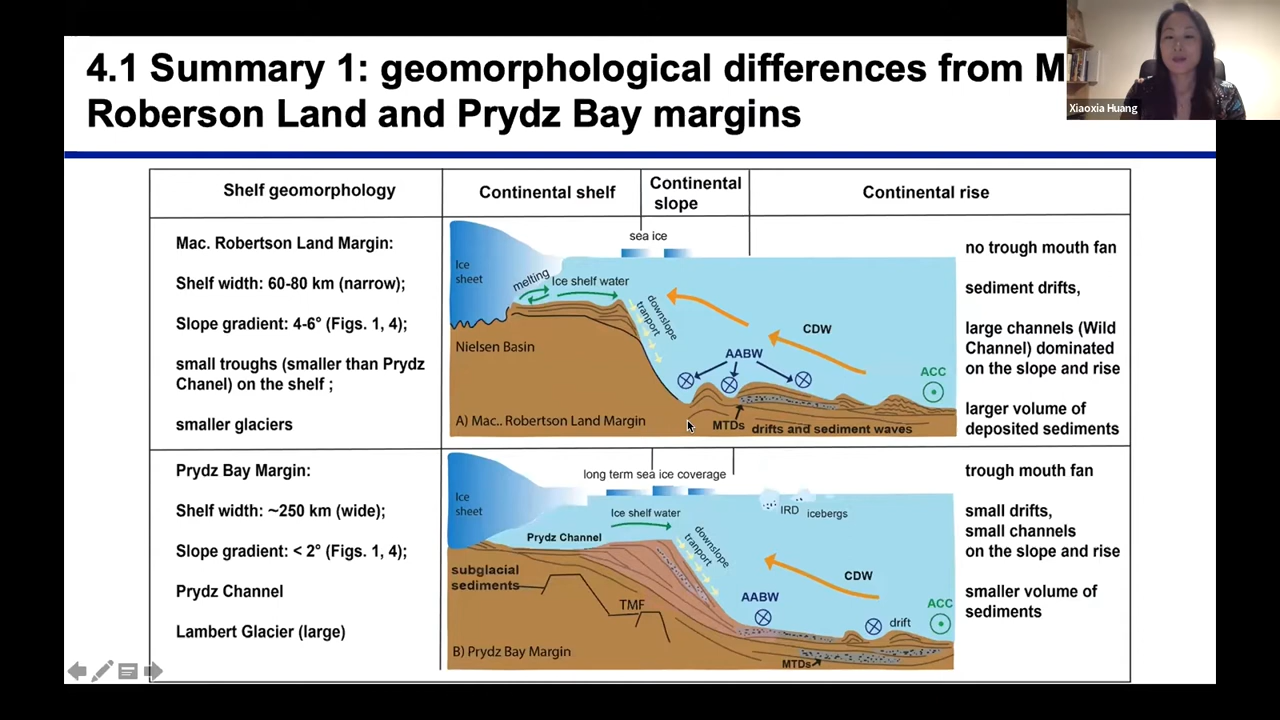 4.1 Summary 1: geomorphological differences from M
Roberson Land and Prydz Bay margins
Xiaoxia Huang
Shelf geomorphology
Continental shelf
Continental
slope
Continental rise
Mac. Robertson Land Margin:
Shelf width: 60-80 km (narrow);
Slope gradient: 4-6° (Figs. 1, 4);
small troughs (smaller than Prydz
Chanel) on the shelf ;
smaller glaciers
sea ice
Ice
sheet
melting
Ice shelf water
downslope
tranport
CDW
AABW
ACC
Nielsen Basin
A) Mac.. Robertson Land Margin
MTDs
drifts and sediment waves
no trough mouth fan
sediment drifts,
large channels (Wild
Channel) dominated
on the slope and rise
larger volume of
deposited sediments
Prydz Bay Margin:
Shelf width: ~250 km (wide);
Slope gradient: < 2° (Figs. 1, 4);
Prydz Channel
Lambert Glacier (large)
long term sea ice coverage
Ice
sheet
Ice shelf water
IRD
icebergs
Prydz Channel
downslope
tranport
subglacial
sediments
TMF
CDW
AABW
ACC
drift
B) Prydz Bay Margin
MTDs
trough mouth fan
small drifts,
small channels
on the slope and rise
smaller volume of
sediments